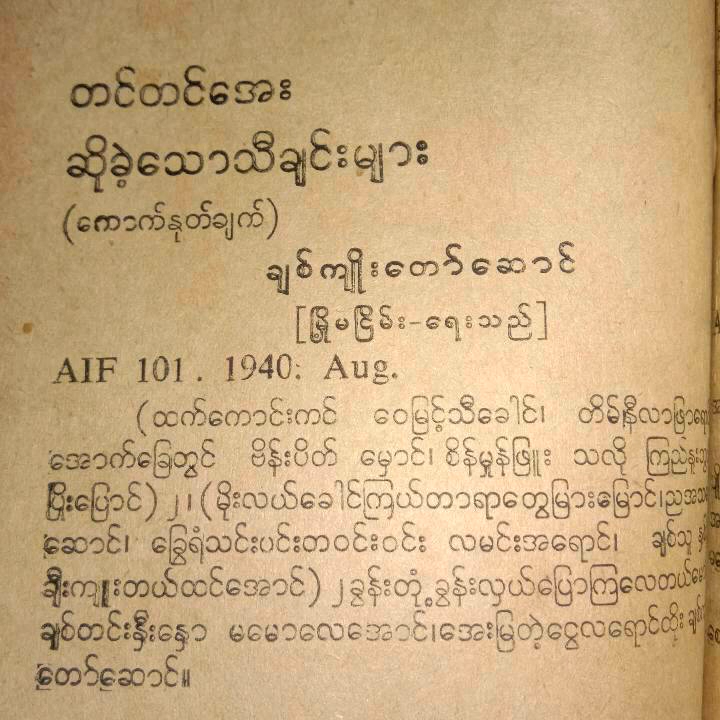 တင်တင်အေး
ဆိုခဲ့သောသီချင်းများ
(ကောက်နုတ်ချက်)
ချစ်ကျိုးတော်ဆောင်
[မြို့မငြိမ်း-ရေးသည်]
AIF 101. 1940: Aug.
(ထက်ကောင်းကင် ဝေမြင့်သီခေါင်၊ တိမ်နီလာဖြာ
အောက်ခြေတွင် ဗိန်းပိတ် မှောင်၊ စိန်မှုန်ဖြူး သလို ကြည်နူး
ပြိုးပြောင်) ၂၊ (မိုးလယ်ခေါင်ကြယ်တာရာတွေမြားမြောင်၊ည
ဆောင်၊ ခြွေရံသင်းပင်းတဝင်းဝင်း လမင်းအရောင်၊ ချစ်သူ
ချီးကျူးတယ်ထင်အောင်) ၂ခွန်းတုံ့ခွန်းလှယ်ပြောကြလေတယ်
ချစ်တင်းနှီးနှော မမောလေအောင်၊အေးမြတဲ့ငွေလရောင်ထိုး
တော်ဆောင်။